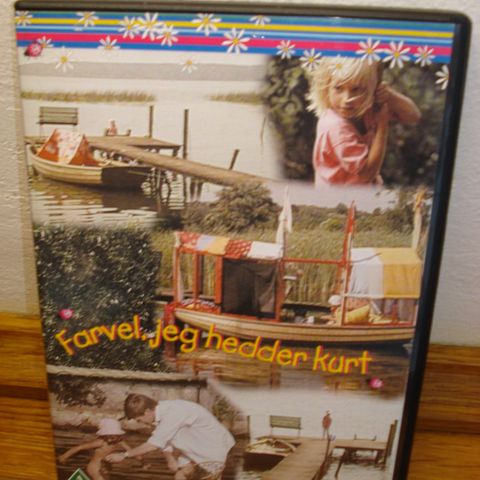 Farvel, jeg hedder kurt